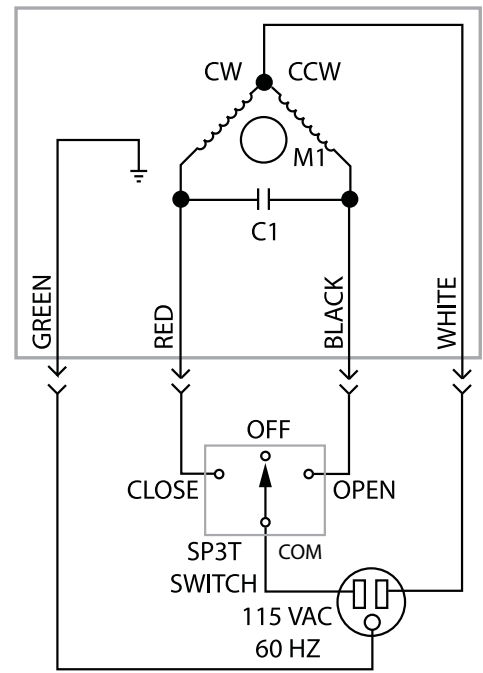 CW CCW
M1
C1
GREEN
RED
BLACK
WHITE
OFF
CLOSE
OPEN
SP3T
SWITCH
COM
115 VAC
60 HZ